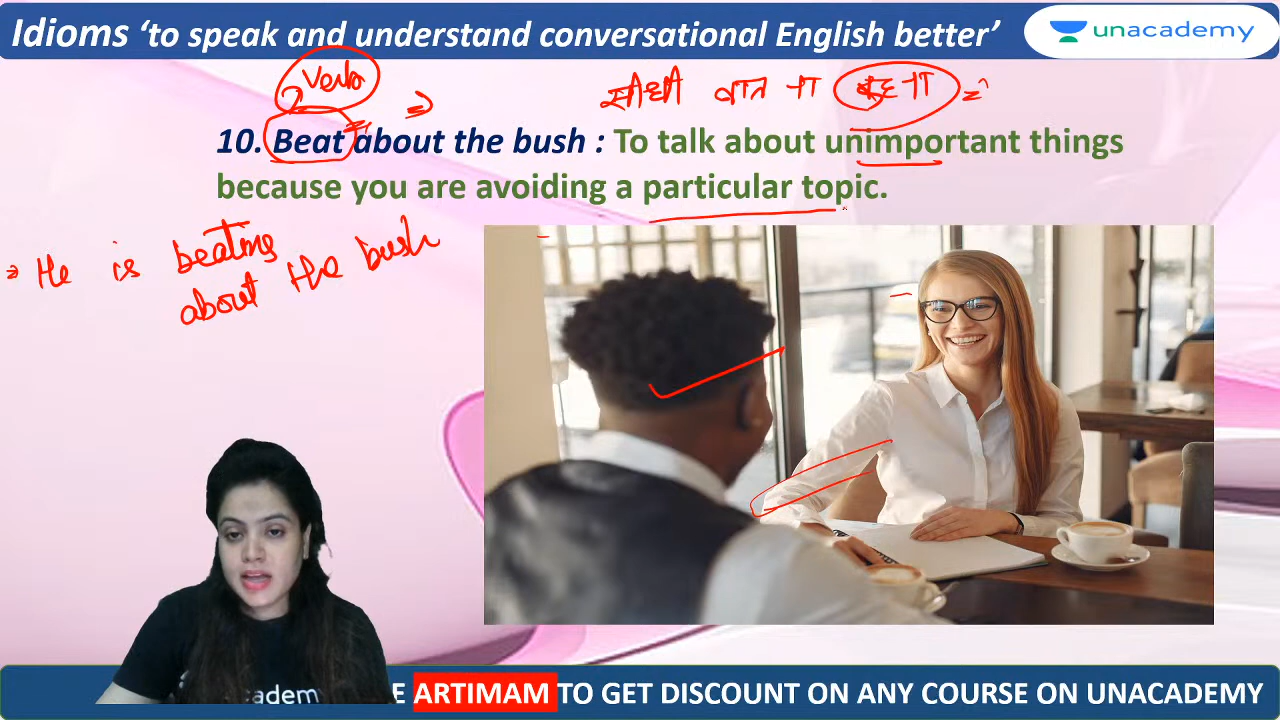 Idioms ‘to speak and understand conversational English better’
unacademy
Verb
सीधी बात ना कहना
10. Beat about the bush : To talk about unimportant things
because you are avoiding a particular topic.
He is beating
about the bush
academy
E ARTIMAM TO GET DISCOUNT ON ANY COURSE ON UNACADEMY